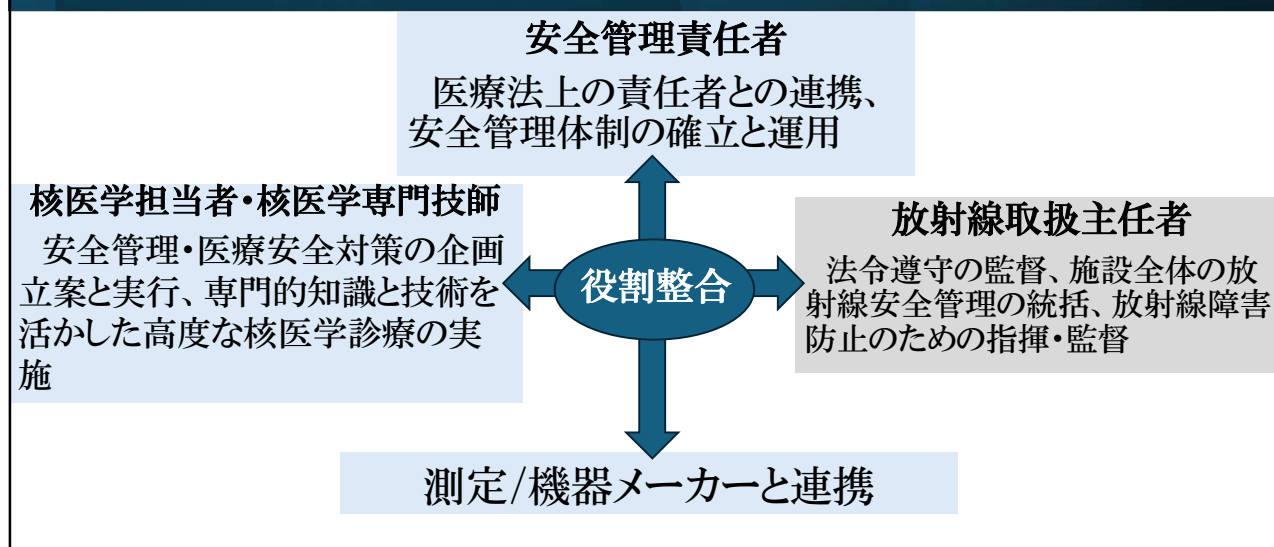 安全管理責任者
医療法上の責任者との連携、
安全管理体制の確立と運用
核医学担当者・核医学専門技師
安全管理・医療安全対策の企画
立案と実行、専門的知識と技術を
活かした高度な核医学診療の実
施
役割整合
放射線取扱主任者
法令遵守の監督、施設全体の放
射線安全管理の統括、放射線障害
防止のための指揮・監督
測定/機器メーカーと連携